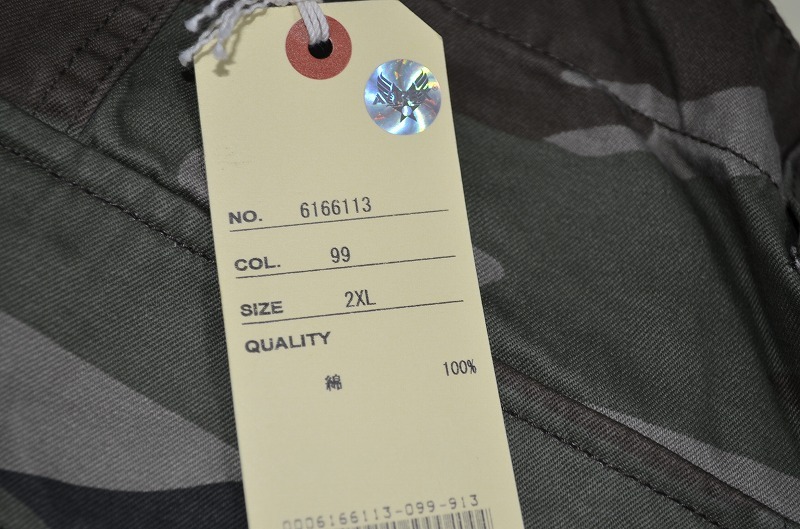 NO. 6166113
COL. 99
SIZE 2XL
QUALITY
綿 100%
0006166113-099-913